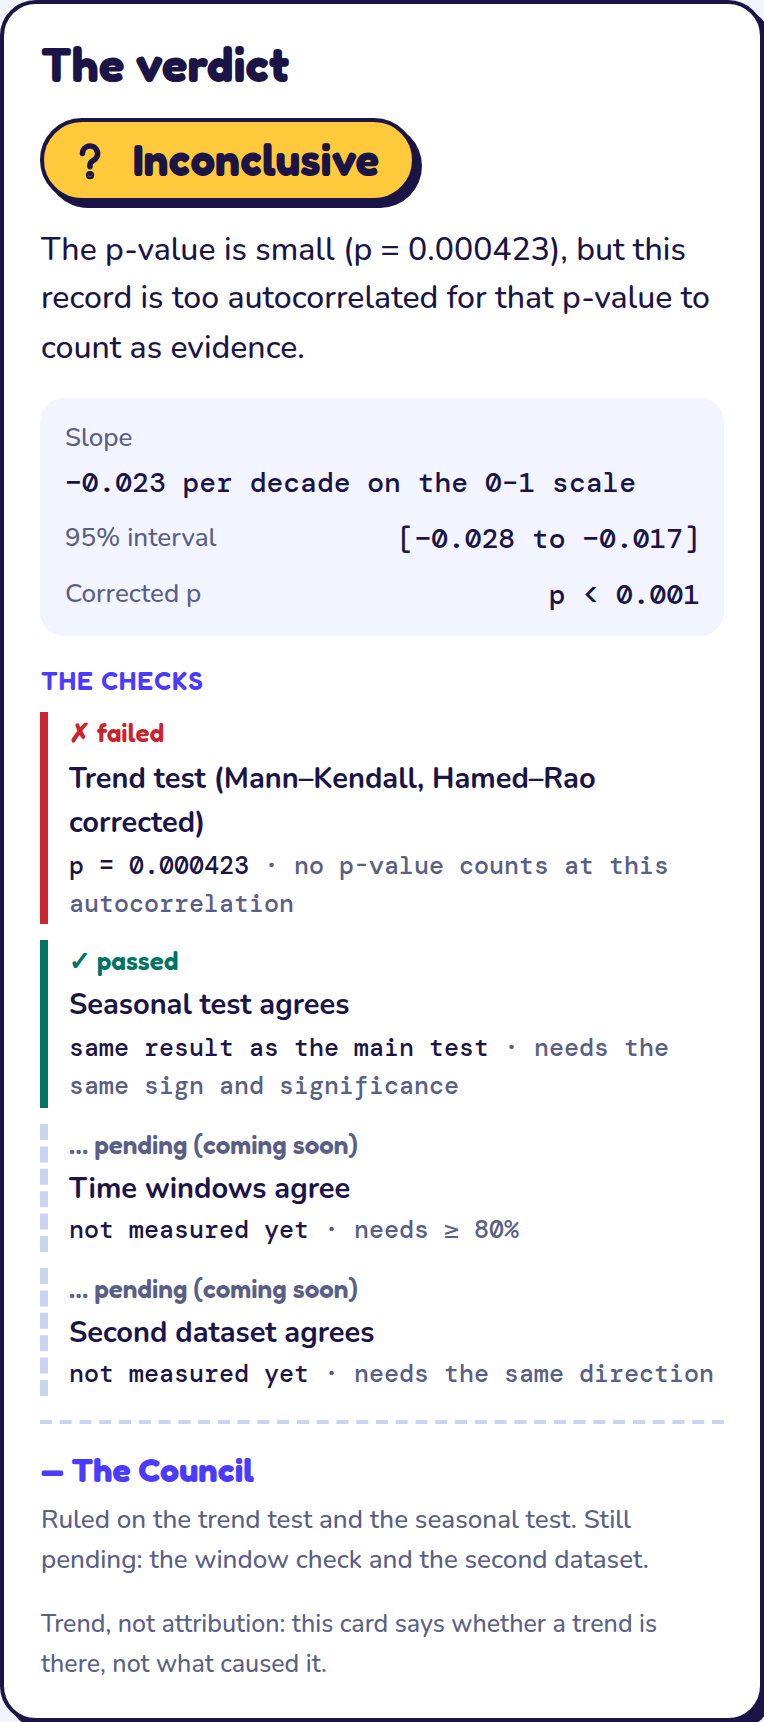 The verdict
? Inconclusive
The p-value is small (p = 0.000423), but this
record is too autocorrelated for that p-value to
count as evidence.
Slope
−0.023 per decade on the 0–1 scale
95% interval [−0.028 to −0.017]
Corrected p p < 0.001
THE CHECKS
✗ failed
Trend test (Mann–Kendall, Hamed–Rao
corrected)
p = 0.000423 · no p-value counts at this
autocorrelation
✓ passed
Seasonal test agrees
same result as the main test · needs the
same sign and significance
… pending (coming soon)
Time windows agree
not measured yet · needs ≥ 80%
… pending (coming soon)
Second dataset agrees
not measured yet · needs the same direction
— The Council
Ruled on the trend test and the seasonal test. Still
pending: the window check and the second dataset.
Trend, not attribution: this card says whether a trend is
there, not what caused it.